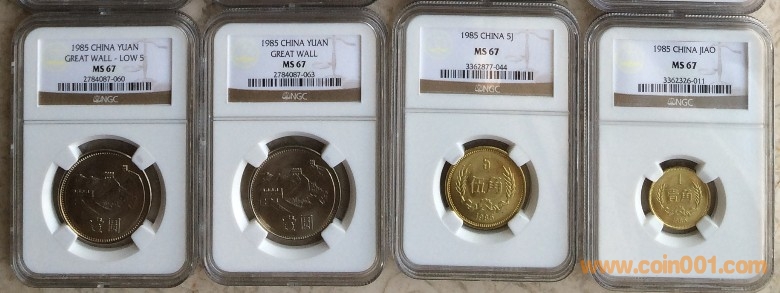 1985 CHINA YUAN
GREAT WALL - LOW 5
MS 67
2784087-060
NGC
壹圆
1985 CHINA YUAN
GREAT WALL
MS 67
2784087-063
NGC
壹圆
1985 CHINA 5J
MS 67
3362877-044
NGC
伍角
1985
1985 CHINA JIAO
MS 67
3362326-011
NGC
壹角
www.coin001.com